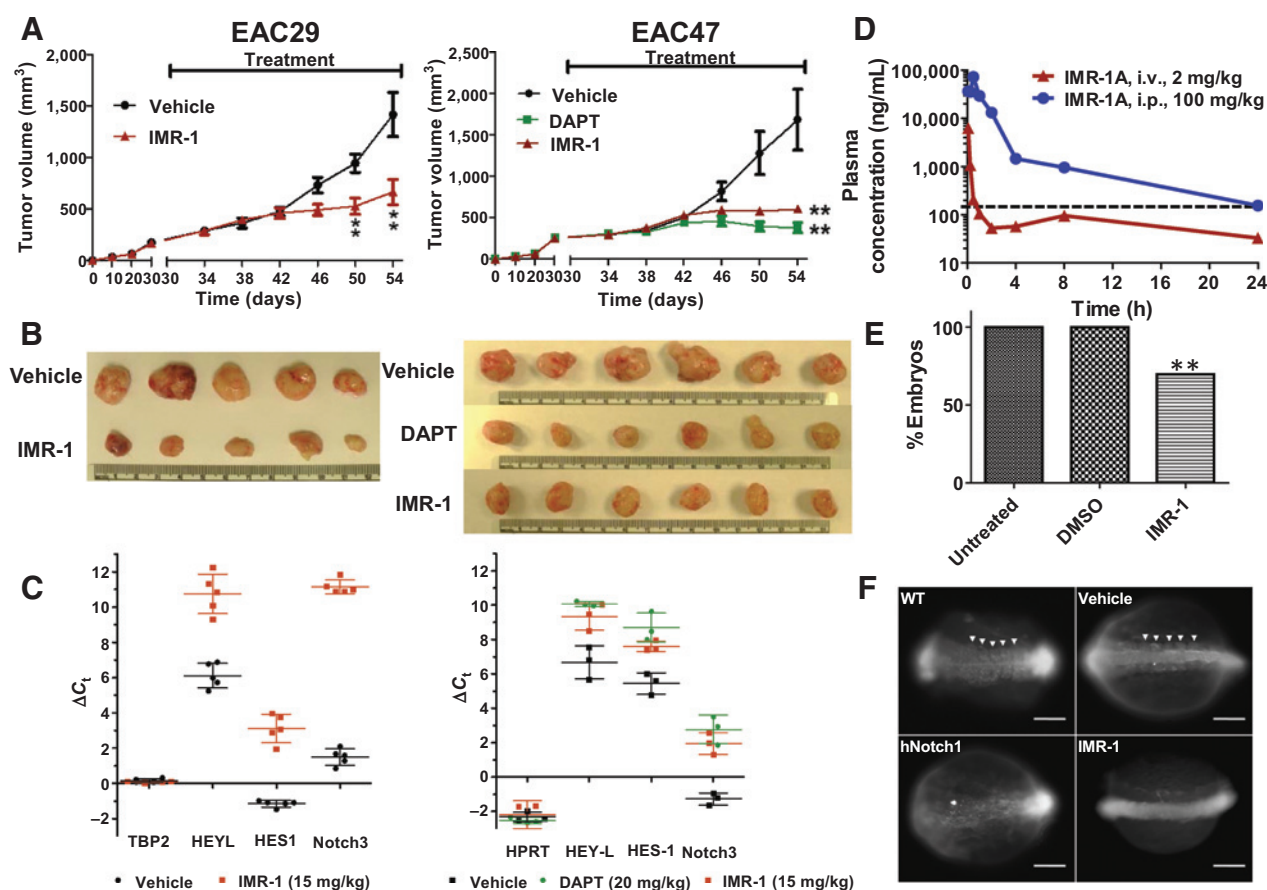 A
EAC29
Treatment
Tumor volume (mm³)
2,000
1,500
1,000
500
0
Vehicle
IMR-1
**
**
0 10 20 30 30 34 38 42 46 50 54
Time (days)
EAC47
Treatment
Tumor volume (mm³)
2,500
2,000
1,500
1,000
500
0
Vehicle
DAPT
IMR-1
**
**
0 10 20 30 30 34 38 42 46 50 54
Time (days)
D
Plasma
concentration (ng/mL)
100,000
10,000
1,000
100
10
IMR-1A, i.v., 2 mg/kg
IMR-1A, i.p., 100 mg/kg
0 4 8 12 16 20 24
Time (h)
B
Vehicle
IMR-1
Vehicle
DAPT
IMR-1
E
% Embryos
100
50
0
**
Untreated
DMSO
IMR-1
C
ΔCt
12
10
8
6
4
2
0
−2
TBP2 HEYL HES1 Notch3
Vehicle IMR-1 (15 mg/kg)
ΔCt
12
10
8
6
4
2
0
−2
HPRT HEY-L HES-1 Notch3
Vehicle DAPT (20 mg/kg) IMR-1 (15 mg/kg)
F
WT
Vehicle
hNotch1
IMR-1